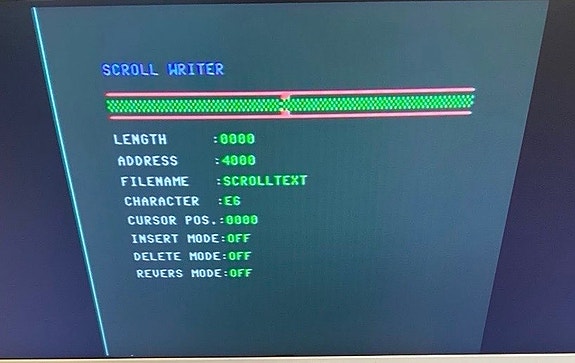 SCROLL WRITER
LENGTH :0000
ADDRESS :4000
FILENAME :SCROLLTEXT
CHARACTER :E6
CURSOR POS.:0000
INSERT MODE:OFF
DELETE MODE:OFF
REVERS MODE:OFF